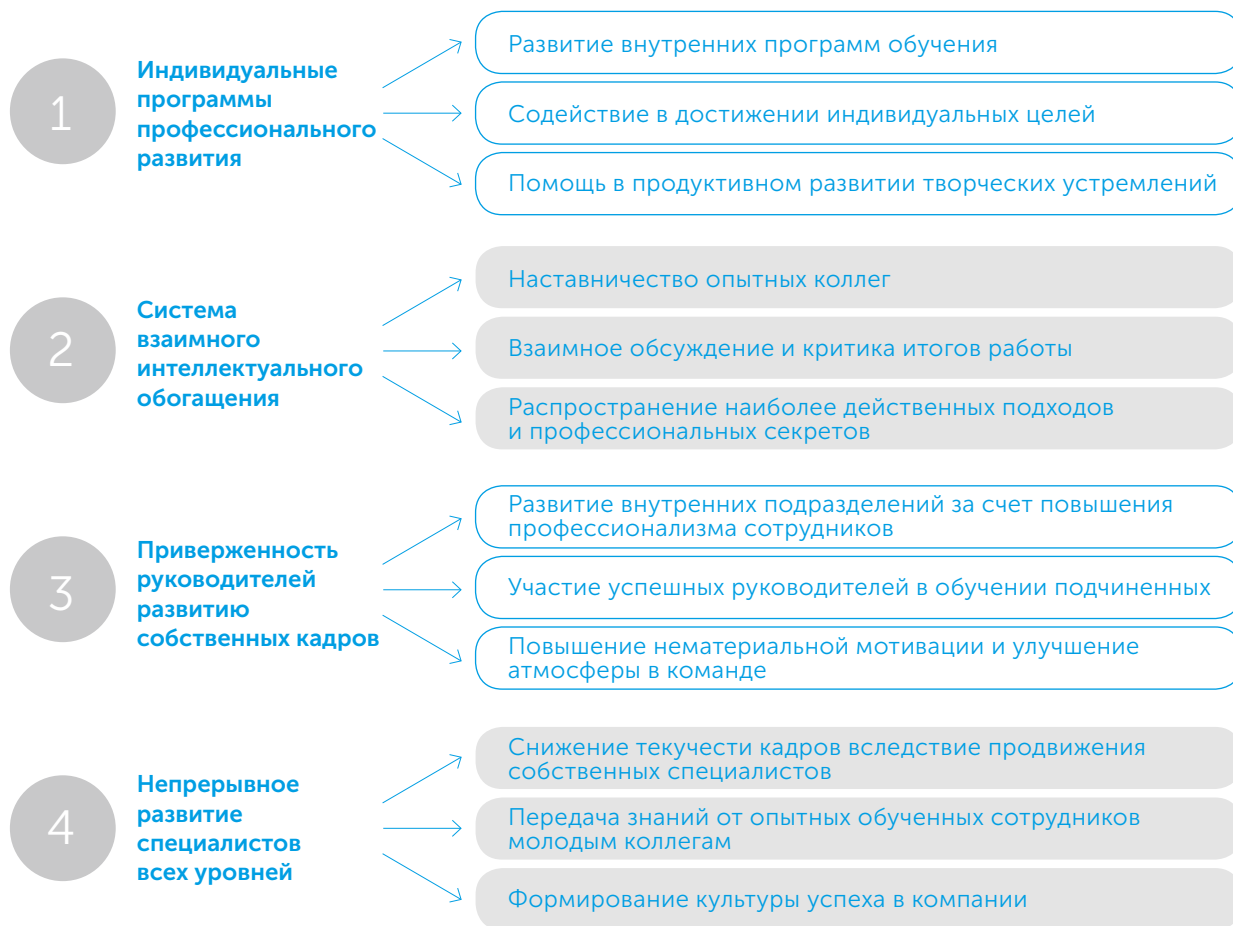 1
Индивидуальные
программы
профессионального
развития
Развитие внутренних программ обучения
Содействие в достижении индивидуальных целей
Помощь в продуктивном развитии творческих устремлений
2
Система
взаимного
интеллектуального
обогащения
Наставничество опытных коллег
Взаимное обсуждение и критика итогов работы
Распространение наиболее действенных подходов
и профессиональных секретов
3
Приверженность
руководителей
развитию
собственных кадров
Развитие внутренних подразделений за счет повышения
профессионализма сотрудников
Участие успешных руководителей в обучении подчиненных
Повышение нематериальной мотивации и улучшение
атмосферы в команде
4
Непрерывное
развитие
специалистов
всех уровней
Снижение текучести кадров вследствие продвижения
собственных специалистов
Передача знаний от опытных обученных сотрудников
молодым коллегам
Формирование культуры успеха в компании